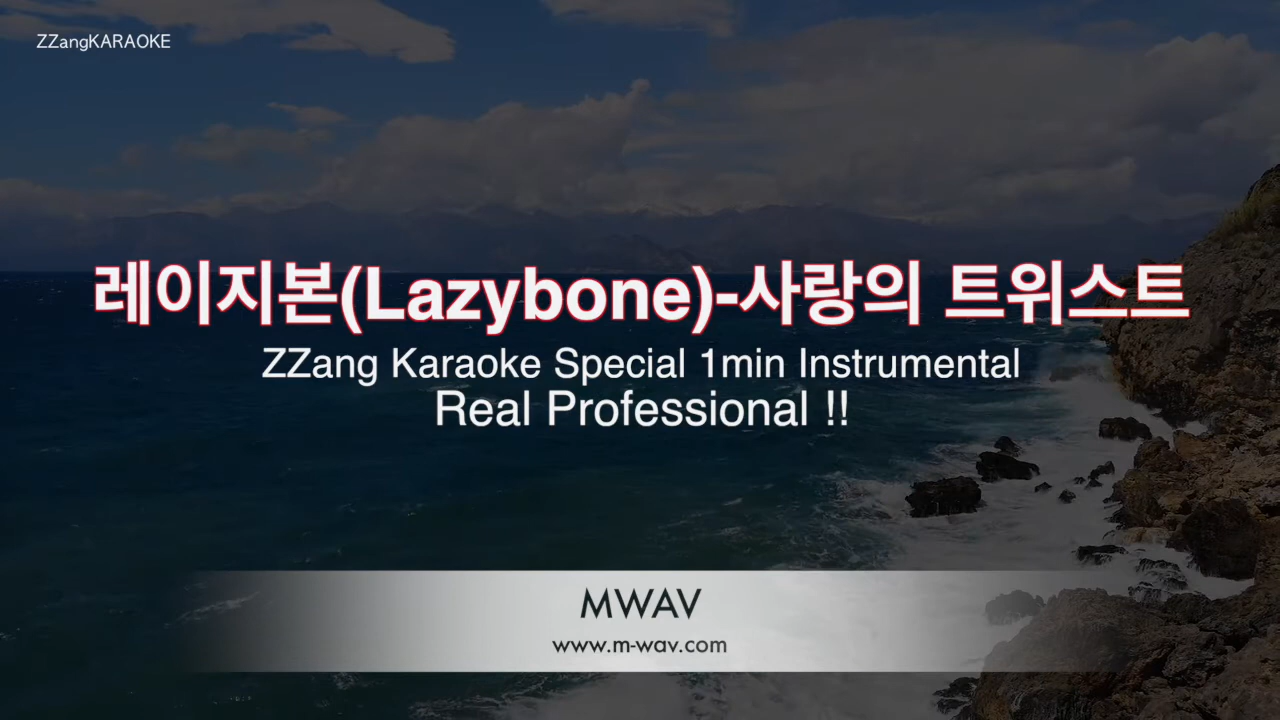 ZZangKARAOKE
레이지본(Lazybone)-사랑의 트위스트
ZZang Karaoke Special 1min Instrumental
Real Professional !!
MWAV
www.m-wav.com